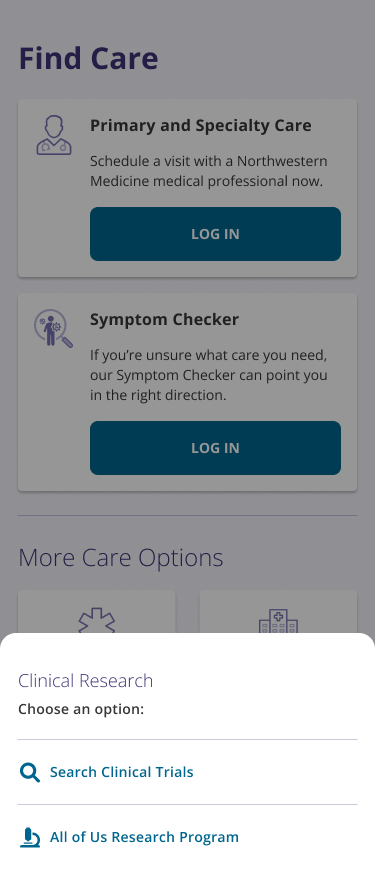 Find Care
Primary and Specialty Care
Schedule a visit with a Northwestern
Medicine medical professional now.
LOG IN
Symptom Checker
If you’re unsure what care you need,
our Symptom Checker can point you
in the right direction.
LOG IN
More Care Options
Clinical Research
Choose an option:
Search Clinical Trials
All of Us Research Program